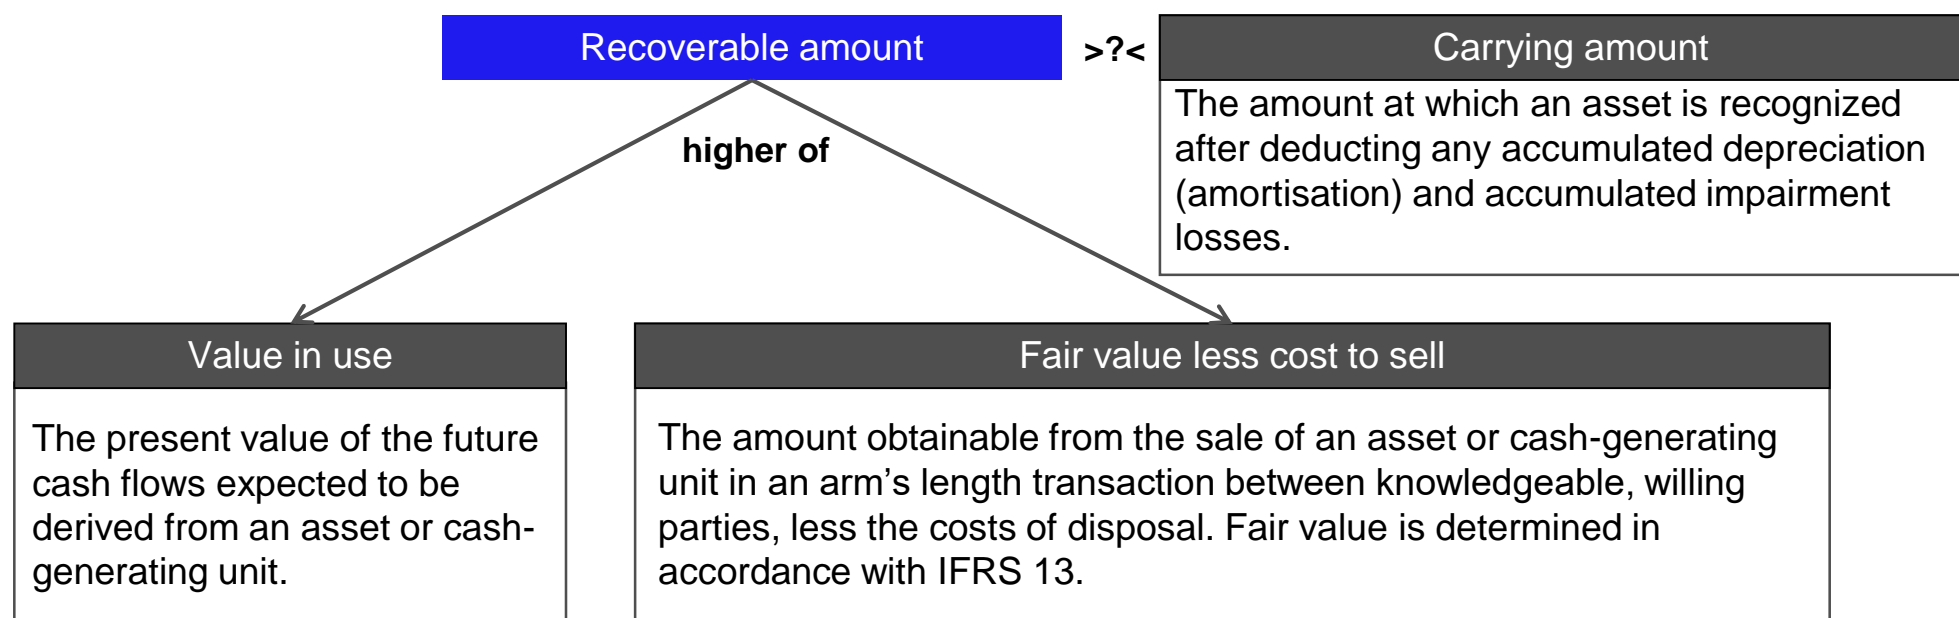 Recoverable amount
>?<
Carrying amount
The amount at which an asset is recognized
after deducting any accumulated depreciation
(amortisation) and accumulated impairment
losses.
higher of
Value in use
The present value of the future
cash flows expected to be
derived from an asset or cash-
generating unit.
Fair value less cost to sell
The amount obtainable from the sale of an asset or cash-generating
unit in an arm’s length transaction between knowledgeable, willing
parties, less the costs of disposal. Fair value is determined in
accordance with IFRS 13.